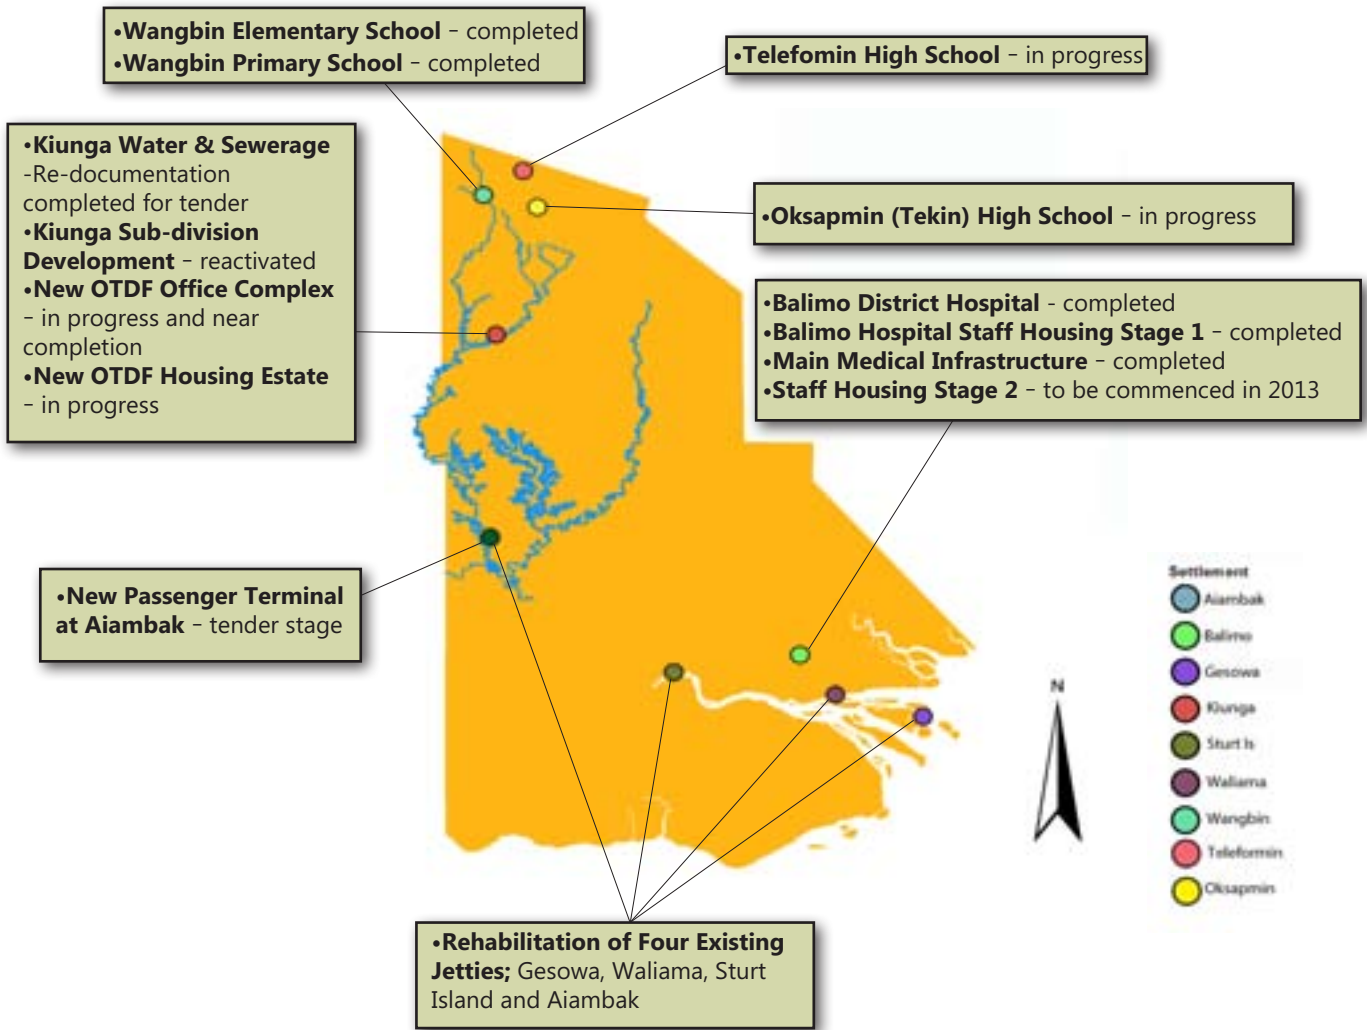 •Wangbin Elementary School – completed
•Wangbin Primary School – completed
•Telefomin High School – in progress
•Kiunga Water & Sewerage
-Re-documentation
completed for tender
•Kiunga Sub-division
Development – reactivated
•New OTDF Office Complex
– in progress and near
completion
•New OTDF Housing Estate
– in progress
•Oksapmin (Tekin) High School – in progress
•Balimo District Hospital - completed
•Balimo Hospital Staff Housing Stage 1 – completed
•Main Medical Infrastructure – completed
•Staff Housing Stage 2 – to be commenced in 2013
•New Passenger Terminal
at Aiambak – tender stage
Settlement
Aiambak
Balimo
Gesowa
Kiunga
Sturt Is
Waliama
Wangbin
Teleformin
Oksapmin
N
•Rehabilitation of Four Existing
Jetties; Gesowa, Waliama, Sturt
Island and Aiambak